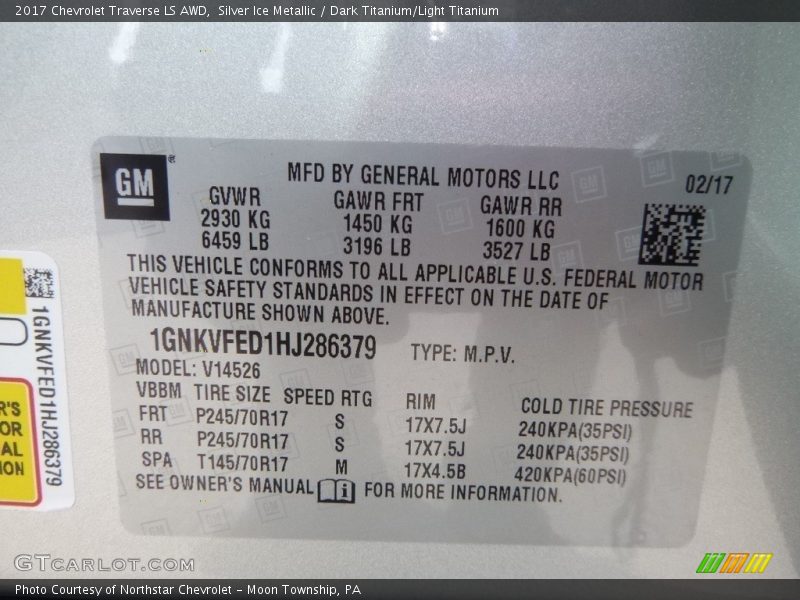 2017 Chevrolet Traverse LS AWD,  Silver Ice Metallic / Dark Titanium/Light Titanium
GM®
MFD BY GENERAL MOTORS LLC
02/17
GVWR GAWR FRT GAWR RR
2930 KG 1450 KG 1600 KG
6459 LB 3196 LB 3527 LB
THIS VEHICLE CONFORMS TO ALL APPLICABLE U.S. FEDERAL MOTOR
VEHICLE SAFETY STANDARDS IN EFFECT ON THE DATE OF
MANUFACTURE SHOWN ABOVE.
1GNKVFED1HJ286379 TYPE: M.P.V.
MODEL: V14526
VBBM TIRE SIZE SPEED RTG RIM COLD TIRE PRESSURE
FRT P245/70R17 S 17X7.5J 240KPA(35PSI)
RR P245/70R17 S 17X7.5J 240KPA(35PSI)
SPA T145/70R17 M 17X4.5B 420KPA(60PSI)
SEE OWNER'S MANUAL i FOR MORE INFORMATION.
1GNKVFED1HJ286379
GTCARLOT.COM
Photo Courtesy of Northstar Chevrolet - Moon Township, PA